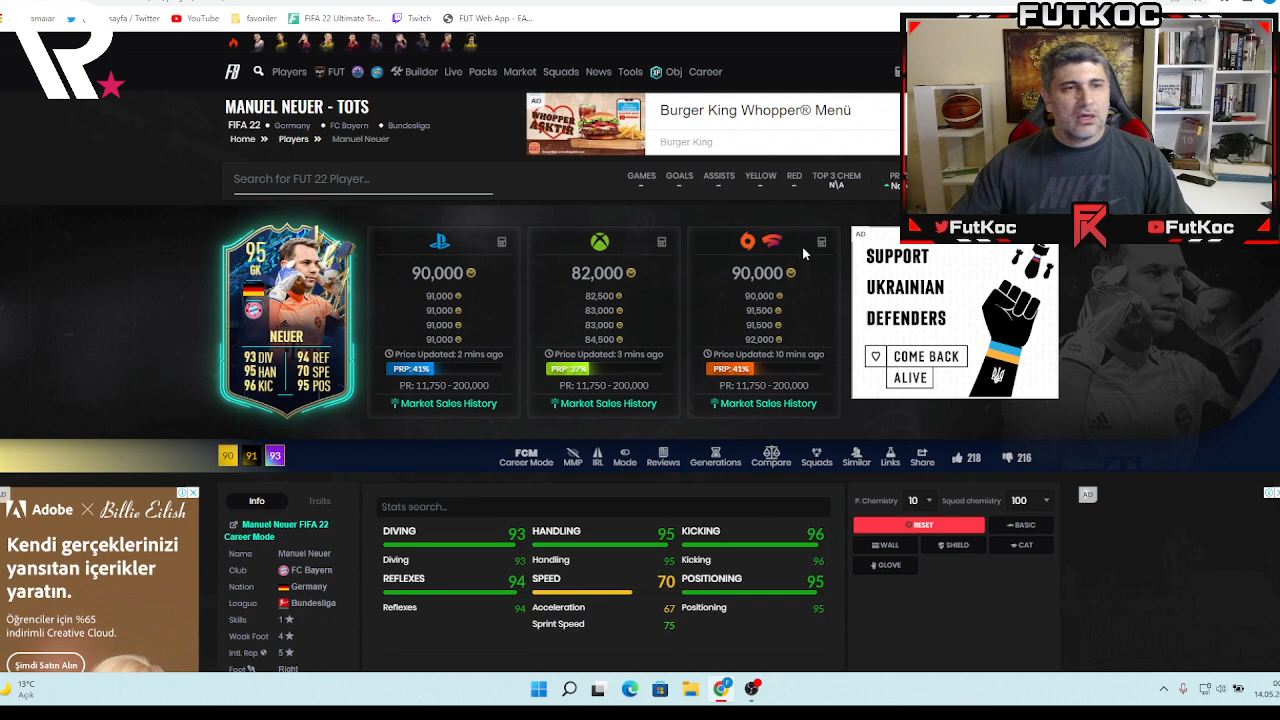 sayfa / Twitter YouTube favoriler FIFA 22 Ultimate Te... Twitch FUT Web App - EA...
FUTKOC
Players FUT Builder Live Packs Market Squads News Tools Obj Career
MANUEL NEUER - TOTS
FIFA 22 Germany FC Bayern Bundesliga
Home Players Manuel Neuer
AD
WHOPPER AŞKTIR
Burger King Whopper® Menü
Burger King
Search for FUT 22 Player...
GAMES GOALS ASSISTS YELLOW RED TOP 3 CHEM
- - - - - N/A
FutKoc FutKoc
95
GK
NEUER
93 DIV 94 REF
95 HAN 70 SPE
96 KIC 95 POS
90,000
91,000
91,000
91,000
91,000
Price Updated: 2 mins ago
PRP: 41%
PR: 11,750 - 200,000
Market Sales History
82,000
82,500
83,000
83,000
84,500
Price Updated: 3 mins ago
PRP: 37%
PR: 11,750 - 200,000
Market Sales History
90,000
90,000
91,500
91,500
92,000
Price Updated: 10 mins ago
PRP: 41%
PR: 11,750 - 200,000
Market Sales History
AD
SUPPORT
UKRAINIAN
DEFENDERS
COME BACK
ALIVE
90 91 93
FCM
Career Mode MMP IRL Mode Reviews Generations Compare Squads Similar Links Share 218 216
Adobe × Billie Eilish
Kendi gerçeklerinizi
yansıtan içerikler
yaratın.
Öğrenciler için %65
indirimli Creative Cloud.
Şimdi Satın Alın
Info Traits
Manuel Neuer FIFA 22
Career Mode
Name Manuel Neuer
Club FC Bayern
Nation Germany
League Bundesliga
Skills 1
Weak Foot 4
Intl. Rep 5
Foot Right
Stats search...
DIVING 93 HANDLING 95 KICKING 96
Diving 93 Handling 95 Kicking 96
REFLEXES 94 SPEED 70 POSITIONING 95
Reflexes 94 Acceleration 67 Positioning 95
Sprint Speed 75
P. Chemistry 10 Squad chemistry 100
RESET BASIC
WALL SHIELD CAT
GLOVE
AD
13°C
Açık